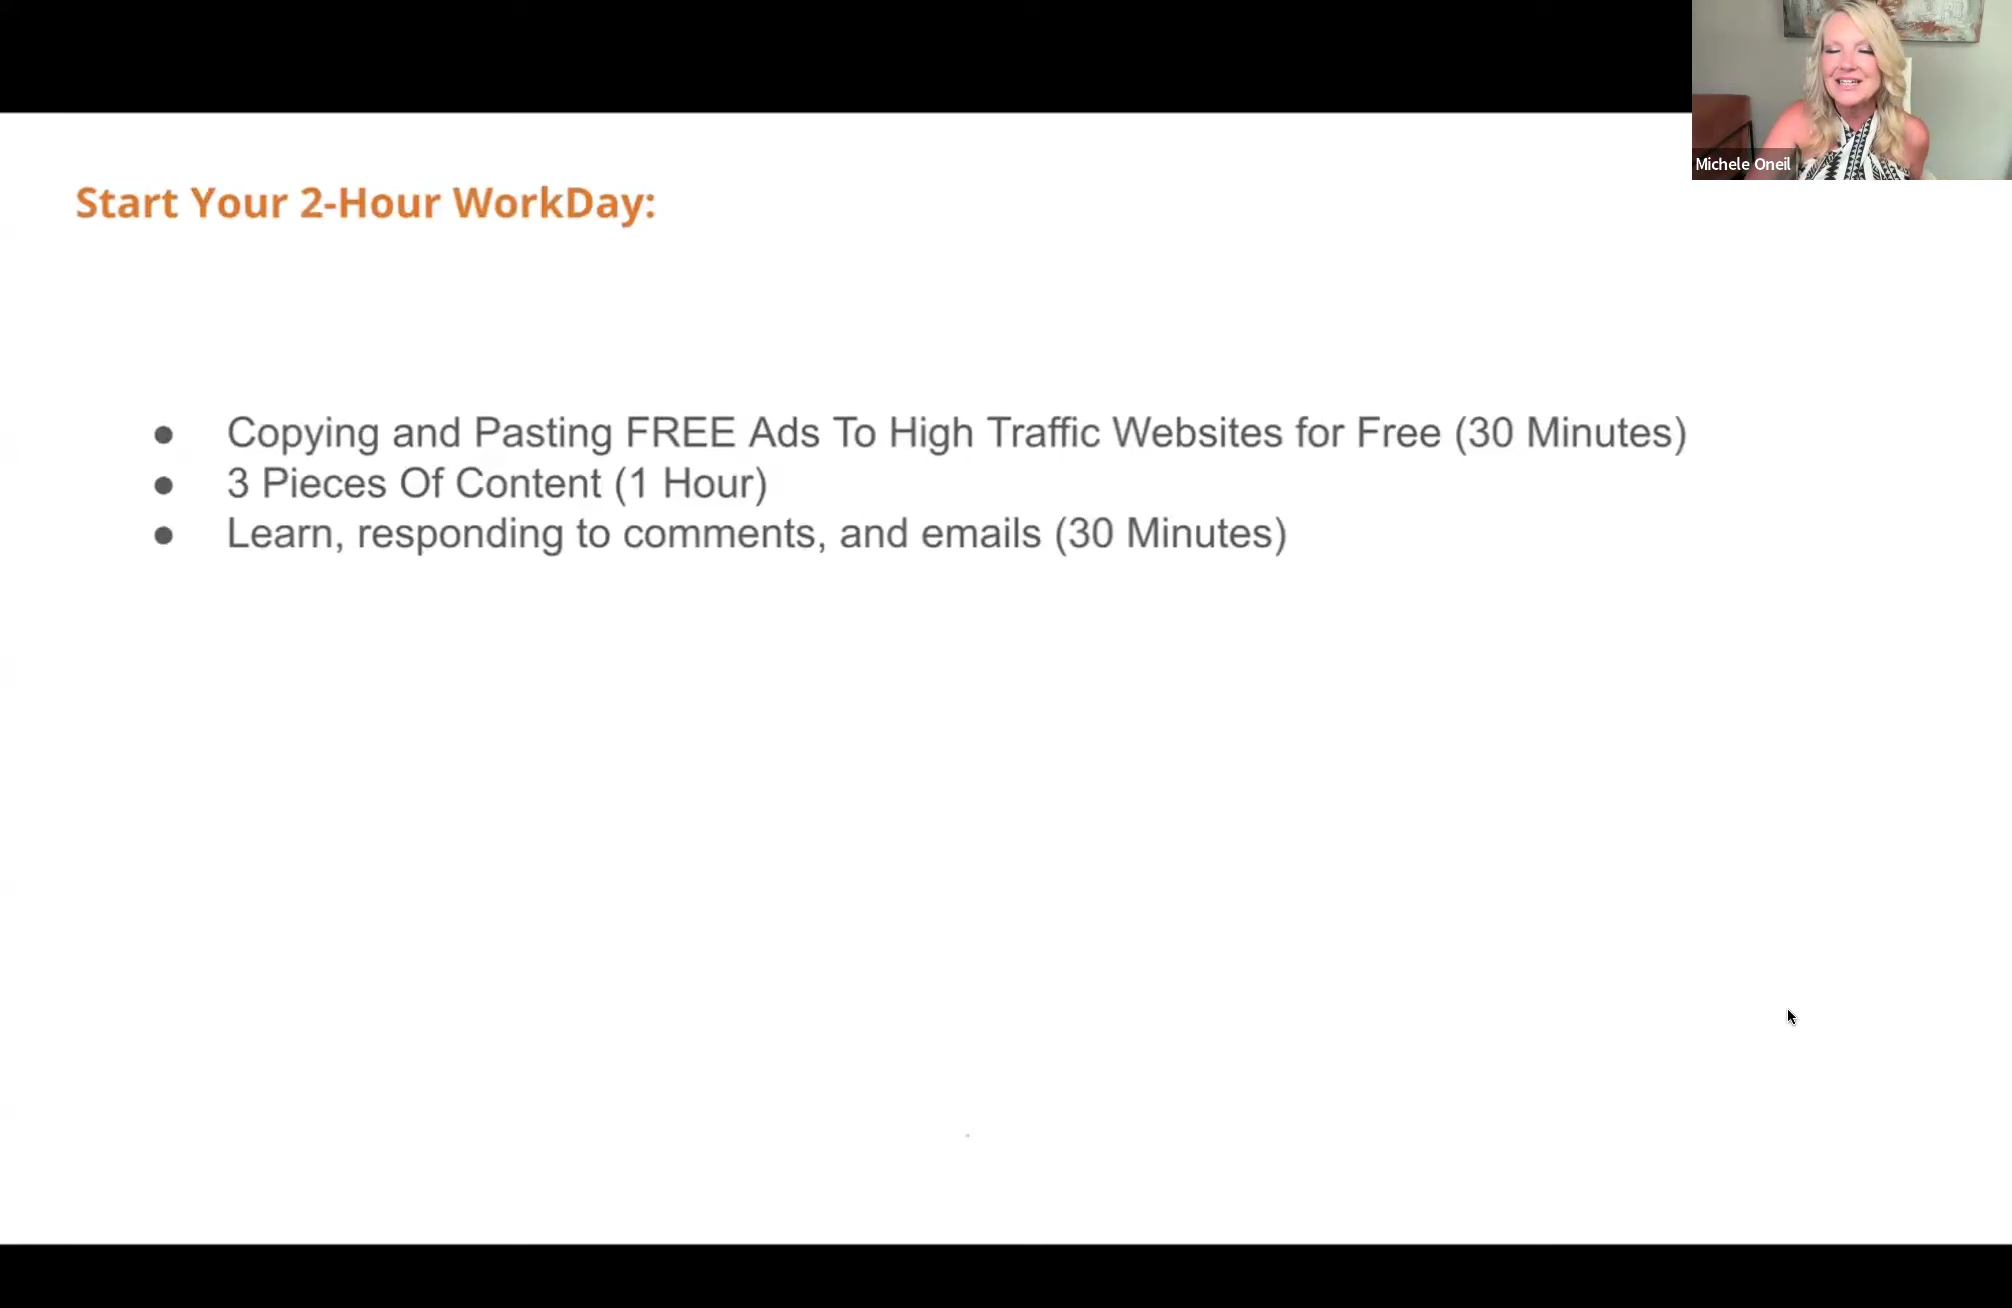 Michele Oneil
Start Your 2-Hour WorkDay:
● Copying and Pasting FREE Ads To High Traffic Websites for Free (30 Minutes)
● 3 Pieces Of Content (1 Hour)
● Learn, responding to comments, and emails (30 Minutes)